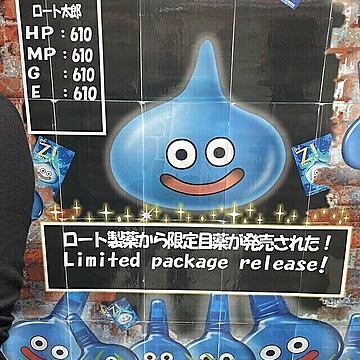 ロート太郎
HP : 610
MP : 610
G : 610
E : 610
Z!
Z!
ロート製薬から限定目薬が発売された!
Limited package release!